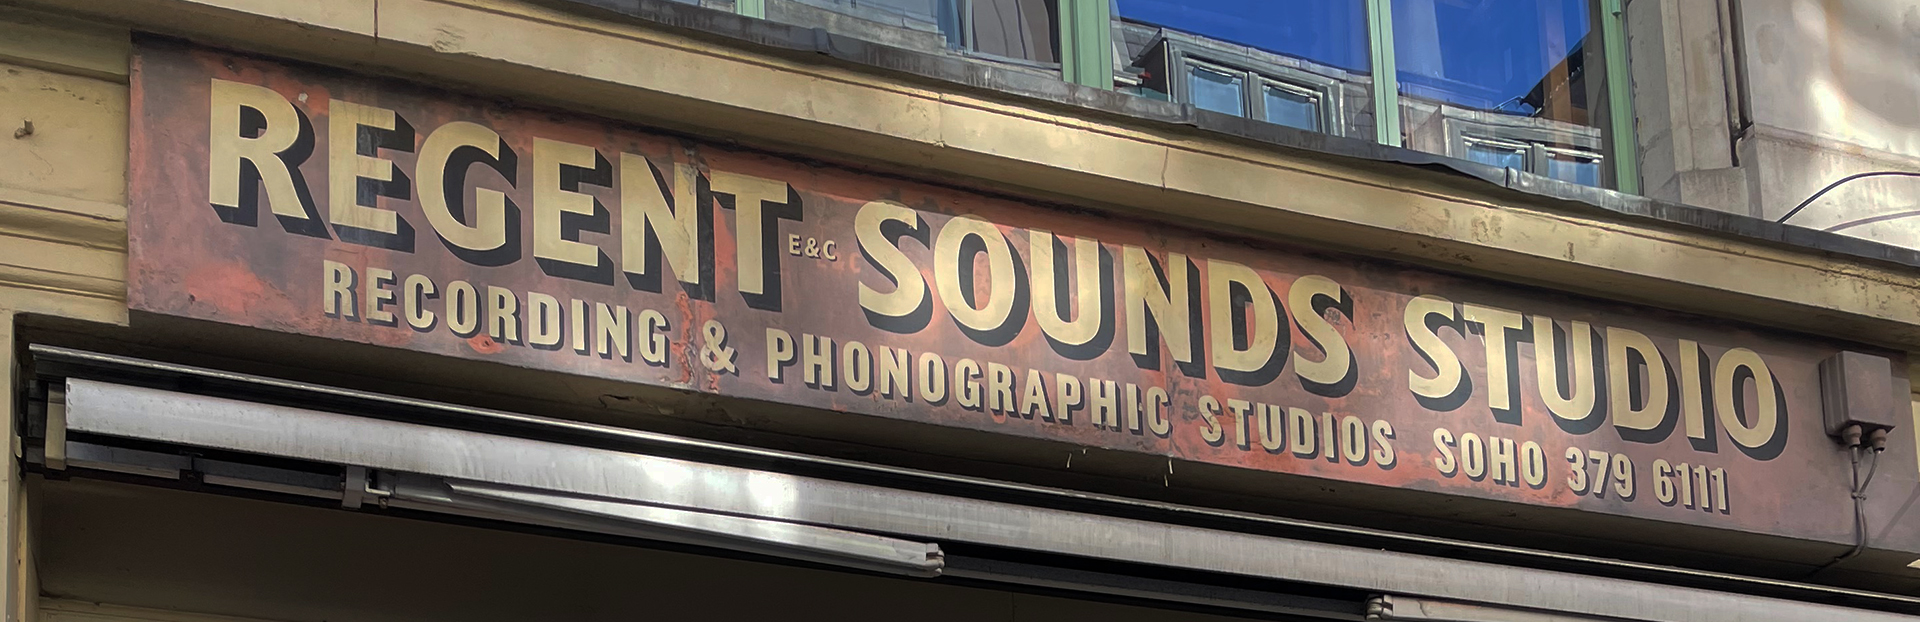 REGENT E&C SOUNDS STUDIO
RECORDING & PHONOGRAPHIC STUDIOS SOHO 379 6111